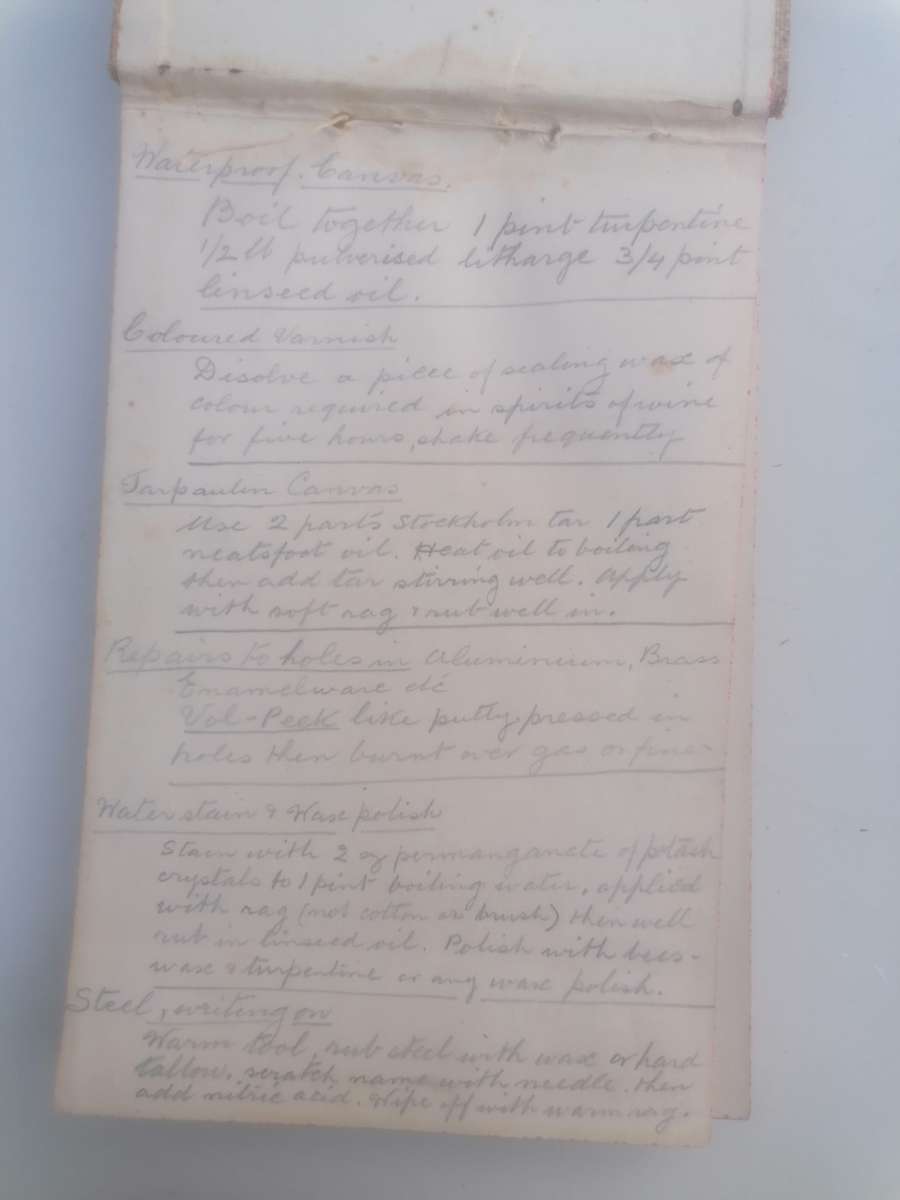 Waterproof. Canvas.
Boil together 1 pint turpentine
1/2 lb pulverised litharge 3/4 pint
linseed oil.
Coloured Varnish
Disolve a piece of sealing wax of
colour required in spirits of wine
for five hours, shake frequently
Tarpaulin Canvas
Use 2 parts Stockholm tar 1 part
neatsfoot oil. Heat oil to boiling
then add tar stirring well. Apply
with soft rag & rub well in.
Repairs to holes in Aluminium, Brass
Enamelware etc
Vol-Peek like putty pressed in
holes then burnt over gas or fire.
Water stain & Wax polish
Stain with 2 oz permanganate of potash
crystals to 1 pint boiling water, applied
with rag (not cotton or brush) then well
rub in linseed oil. Polish with bees-
wax & turpentine or any wax polish.
Steel, writing on
Warm tool, rub steel with wax or hard
tallow, scratch name with needle. then
add nitric acid. Wipe off with warm rag.